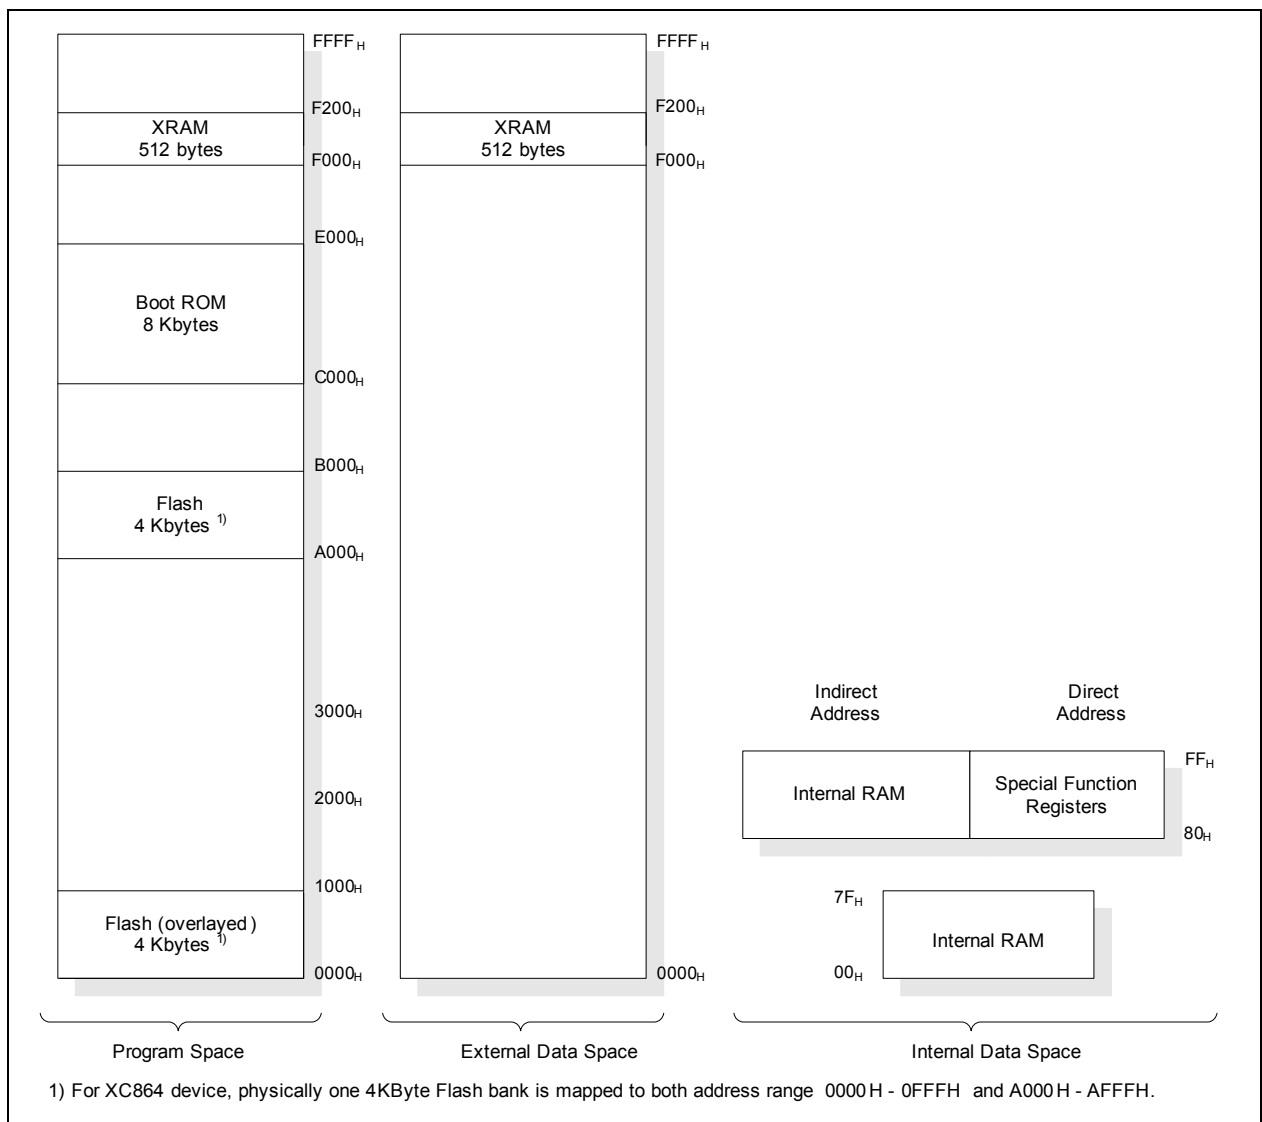 FFFFH
F200H
XRAM
512 bytes
F000H
E000H
Boot ROM
8 Kbytes
C000H
B000H
Flash
4 Kbytes 1)
A000H
3000H
2000H
1000H
Flash (overlayed)
4 Kbytes 1)
0000H
Program Space
FFFFH
F200H
XRAM
512 bytes
F000H
0000H
External Data Space
Indirect
Address
Direct
Address
Internal RAM
Special Function
Registers
FFH
80H
7FH
Internal RAM
00H
Internal Data Space
1) For XC864 device, physically one 4KByte Flash bank is mapped to both address range 0000H - 0FFFH and A000H - AFFFH.